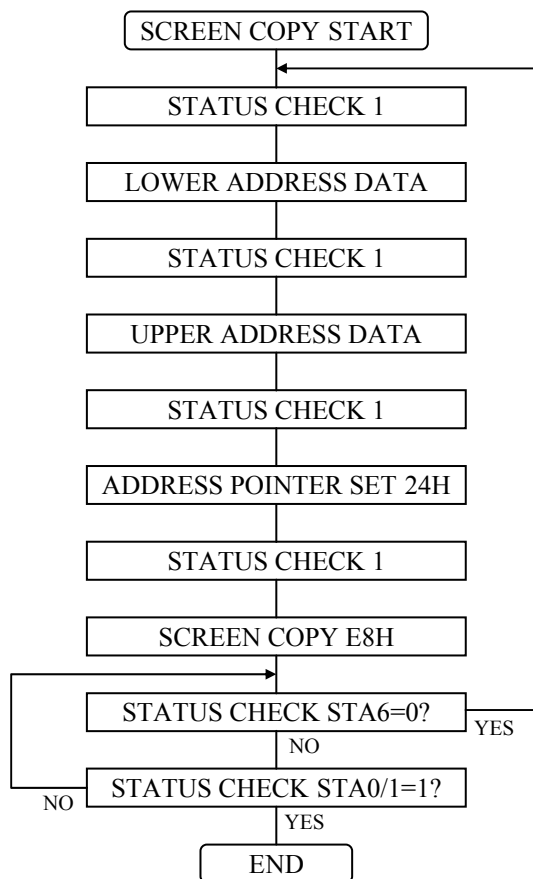 SCREEN COPY START
STATUS CHECK 1
LOWER ADDRESS DATA
STATUS CHECK 1
UPPER ADDRESS DATA
STATUS CHECK 1
ADDRESS POINTER SET 24H
STATUS CHECK 1
SCREEN COPY E8H
STATUS CHECK STA6=0?
YES
NO
STATUS CHECK STA0/1=1?
NO
YES
END